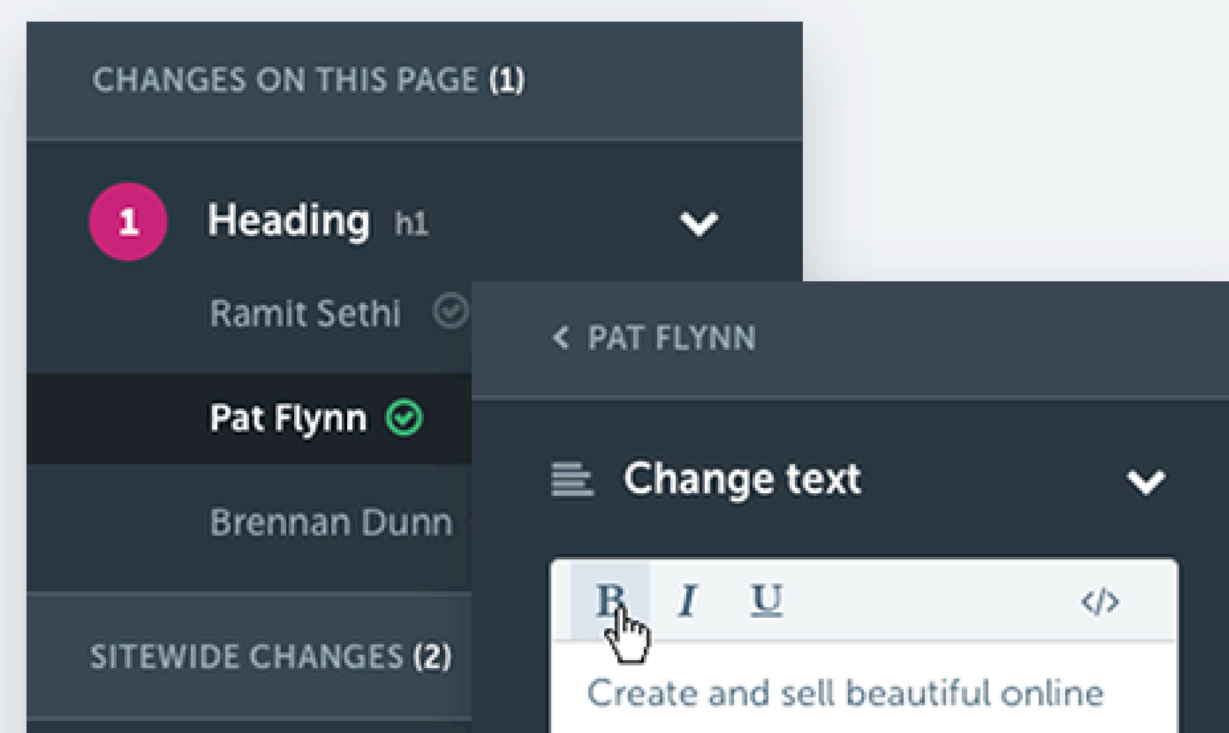 CHANGES ON THIS PAGE (1)
1 Heading h1
Ramit Sethi
Pat Flynn
Brennan Dunn
SITEWIDE CHANGES (2)
< PAT FLYNN
Change text
B I U </>
Create and sell beautiful online